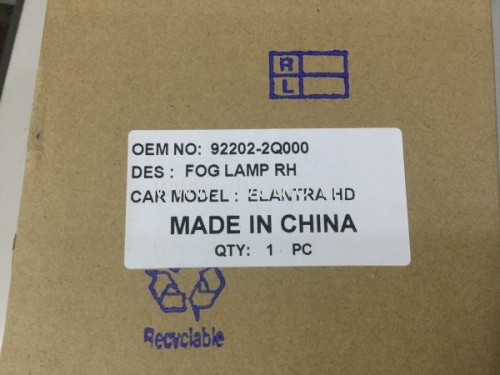 R
L
OEM NO: 92202-2Q000
DES : FOG LAMP RH
CAR MODEL : ELANTRA HD
MADE IN CHINA
QTY: 1 PC
Recyclable